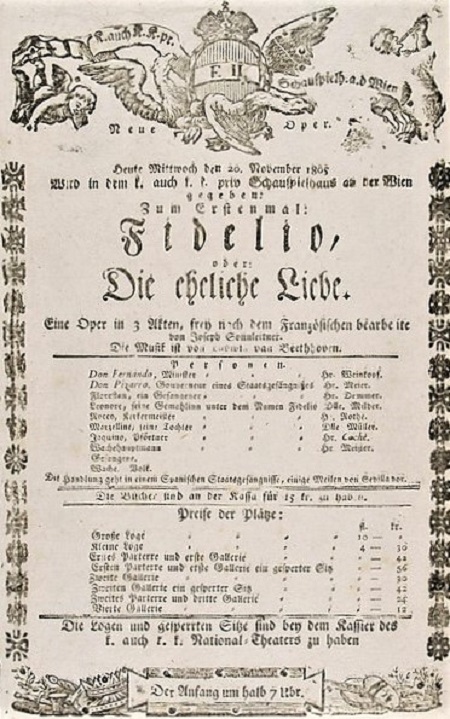 K. auch K. K. pr.
F. II.
Schauspielh. a. d. Wien
Neue Oper.
Heute Mittwoch den 20. November 1805
Wird in dem k. auch k. k. priv. Schauspielhaus an der Wien
gegeben:
Zum Erstenmal:
Fidelio,
oder:
Die eheliche Liebe.
Eine Oper in 3 Akten, frey nach dem Französischen bearbeitet
von Joseph Sonnleitner.
Die Musik ist von Ludwig van Beethhoven.
Personen.
Don Fernando, Minister Hr. Weinkopf.
Don Pizarro, Gouverneur eines Staatsgefängnißes Hr. Meier.
Florestan, ein Gefangener Hr. Demmer.
Leonore, seine Gemahlinn unter dem Namen Fidelio Dlle. Milder.
Rocco, Kerkermeister Hr. Rothe.
Marzelline, seine Tochter Dlle Müller.
Jaquino, Pförtner Hr. Caché.
Wachehauptmann Hr. Meister.
Gefangene.
Wache. Volk.
Die Handlung geht in einem Spanischen Staatsgefängnisse, einige Meilen von Sevilla vor.
Die Bücher sind an der Kassa für 15 kr. zu haben.
Preise der Plätze:
fl. kr.
Große Loge 10 —
Kleine Loge 4 — 30
Erstes Parterre und erste Gallerie — 42
Erstes Parterre und erste Gallerie ein gesperter Sitz — 56
Zweite Gallerie — 30
Zweiten Gallerie ein gesperter Sitz — 42
Zweites Parterre und dritte Gallerie — 24
Vierte Gallerie — 12
Die Logen und gesperrten Sitze sind bey dem Kassier des
k. auch k. k. National-Theaters zu haben
Der Anfang um halb 7 Uhr.